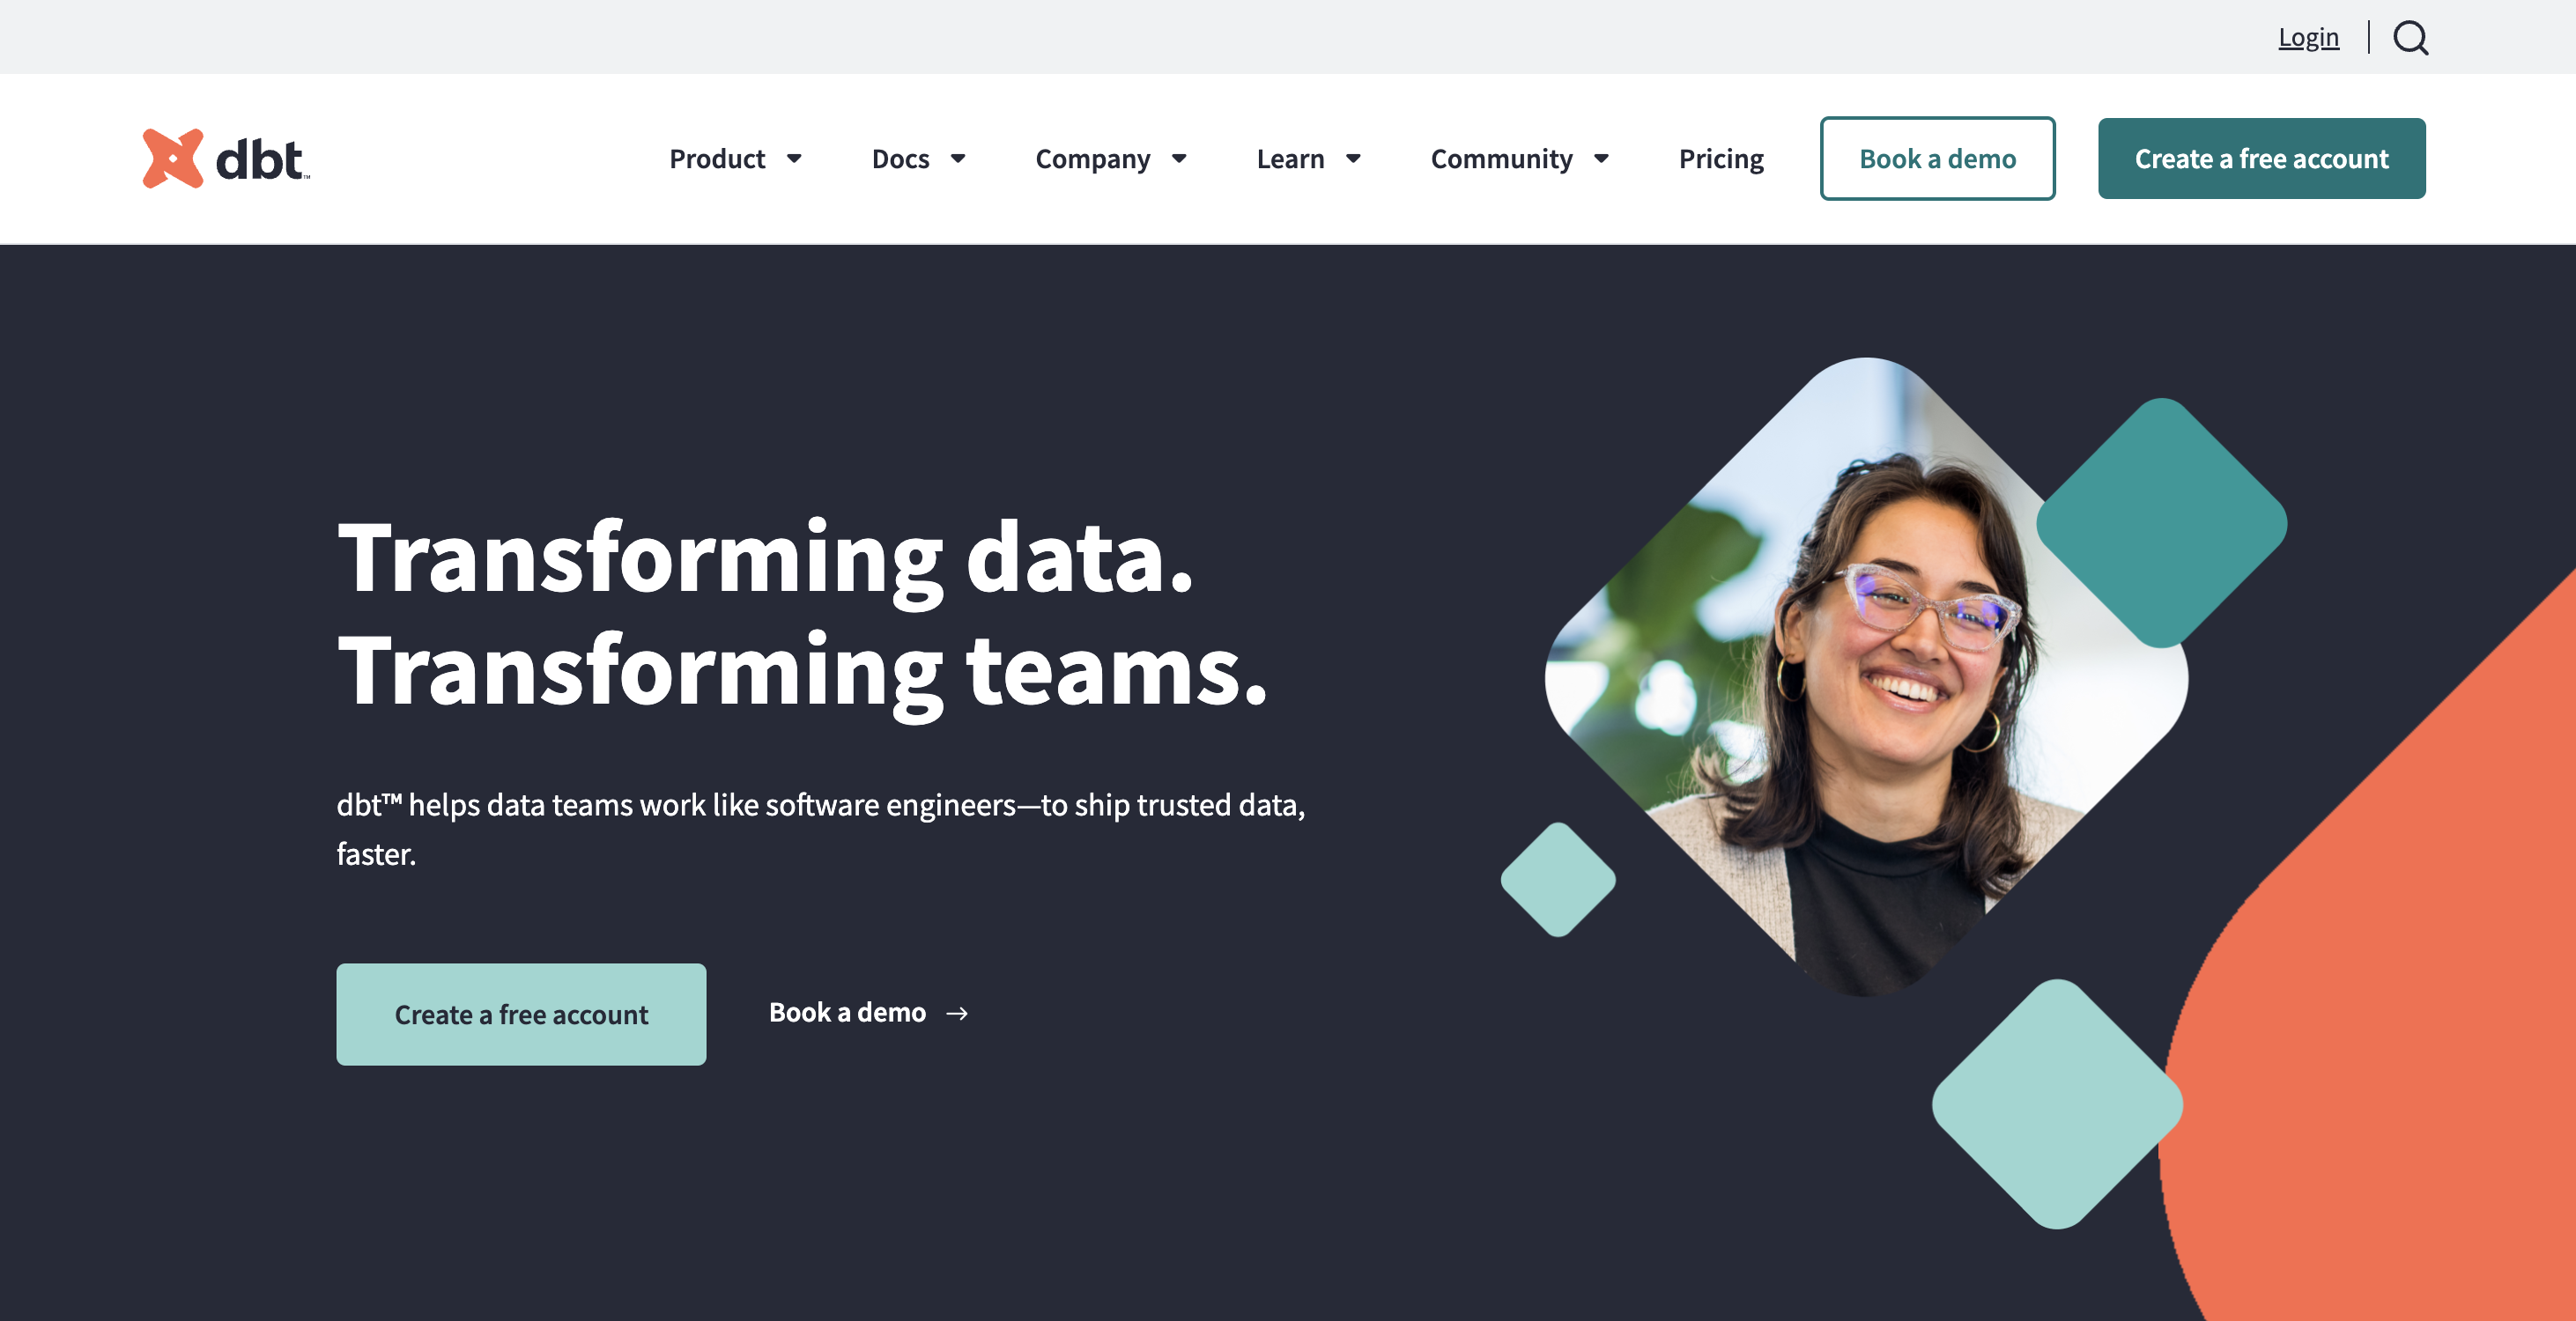 Login
dbt™
Product
Docs
Company
Learn
Community
Pricing
Book a demo
Create a free account
Transforming data.
Transforming teams.
dbt™ helps data teams work like software engineers—to ship trusted data,
faster.
Create a free account
Book a demo →